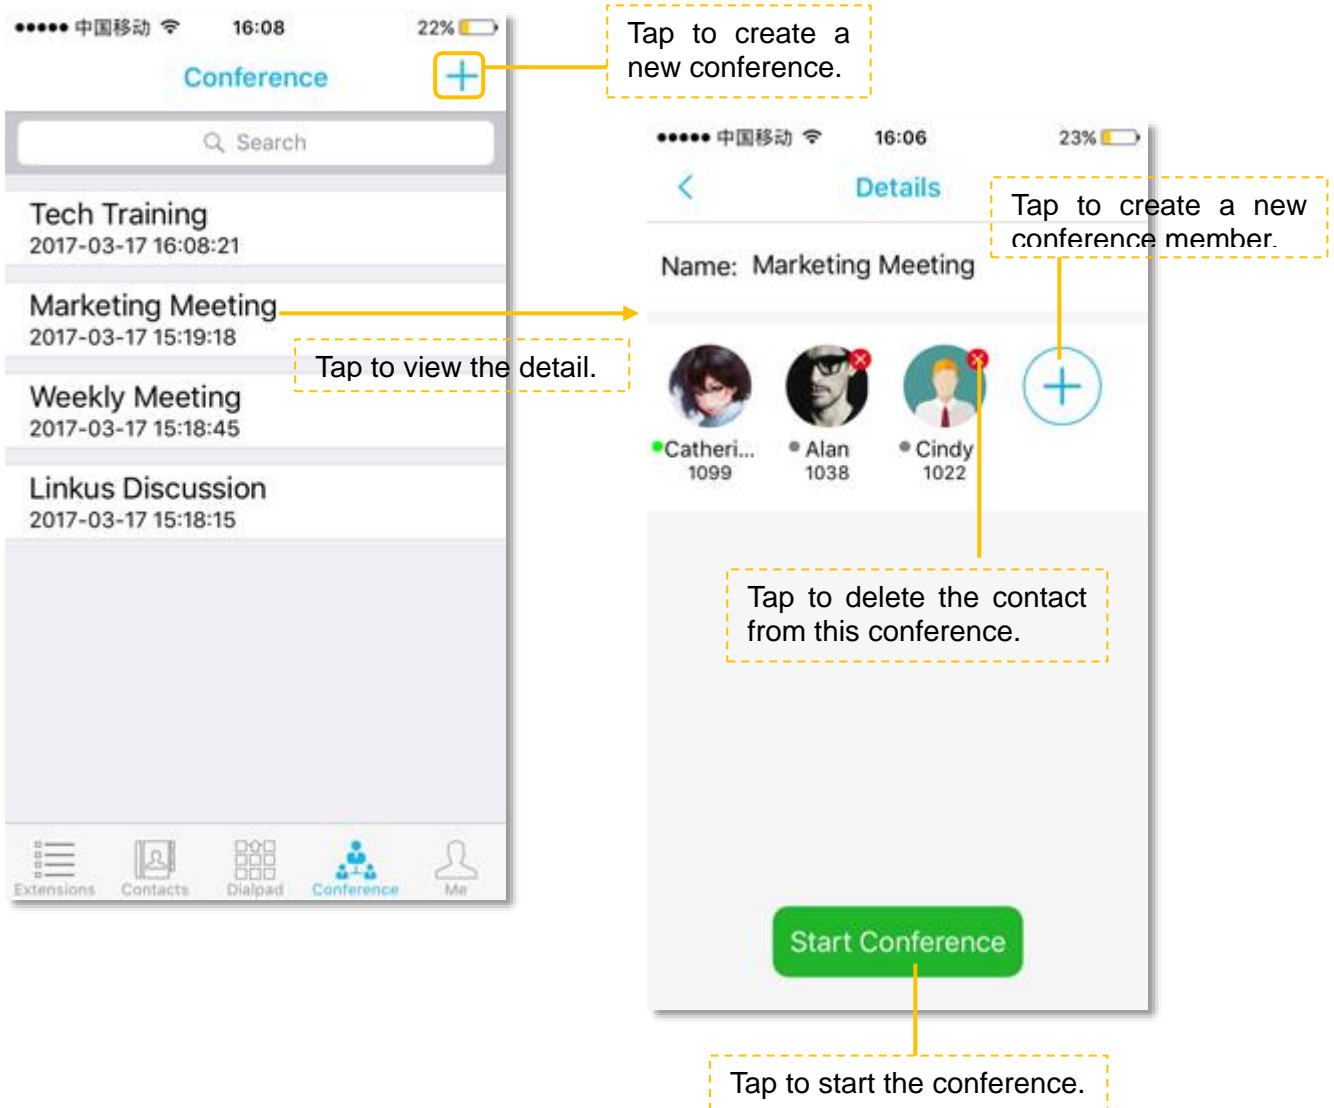 中国移动 16:08 22%
Conference
Search
Tech Training
2017-03-17 16:08:21
Marketing Meeting
2017-03-17 15:19:18
Weekly Meeting
2017-03-17 15:18:45
Linkus Discussion
2017-03-17 15:18:15
Extensions Contacts Dialpad Conference Me
Tap to create a
new conference.
Tap to view the detail.
中国移动 16:06 23%
Details
Tap to create a new
conference member.
Name: Marketing Meeting
Catheri... Alan Cindy
1099 1038 1022
Tap to delete the contact
from this conference.
Start Conference
Tap to start the conference.